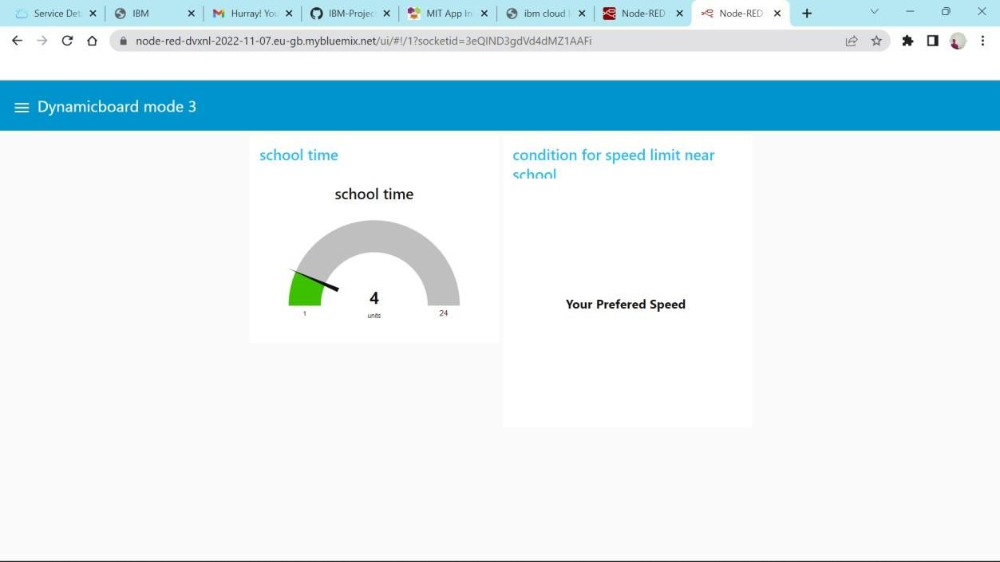 Service Det
IBM
Hurray! You
IBM-Projec
MIT App In
ibm cloud
Node-RED
Node-RED
node-red-dvxnl-2022-11-07.eu-gb.mybluemix.net/ui/#!/1?socketid=3eQIND3gdVd4dMZ1AAFi
Dynamicboard mode 3
school time
school time
4
units
1
24
condition for speed limit near
school
Your Prefered Speed